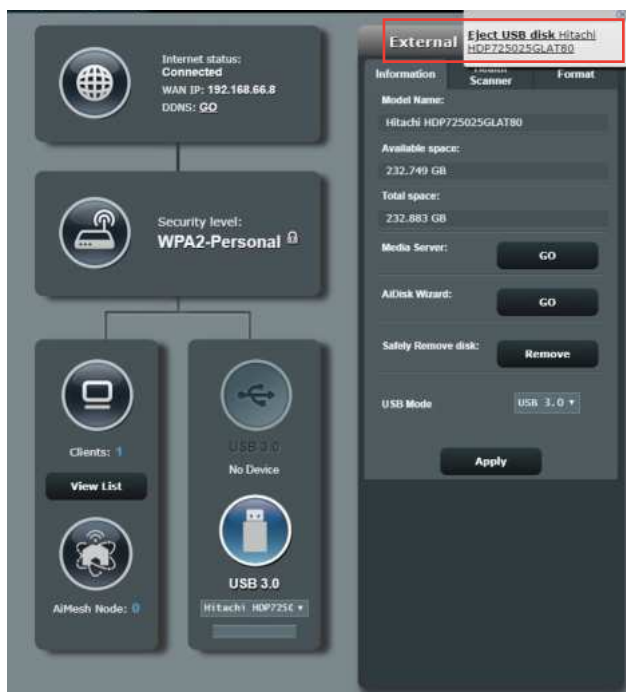 Internet status:
Connected
WAN IP: 192.168.66.8
DDNS: GO
Security level:
WPA2-Personal
Clients: 1
View List
AiMesh Node: 0
USB 3.0
No Device
USB 3.0
Hitachi HDP7250
External
Eject USB disk Hitachi
HDP725025GLAT80
Information
Scanner
Format
Model Name:
Hitachi HDP725025GLAT80
Available space:
232.749 GB
Total space:
232.883 GB
Media Server:
GO
AiDisk Wizard:
GO
Safely Remove disk:
Remove
USB Mode
USB 3.0
Apply